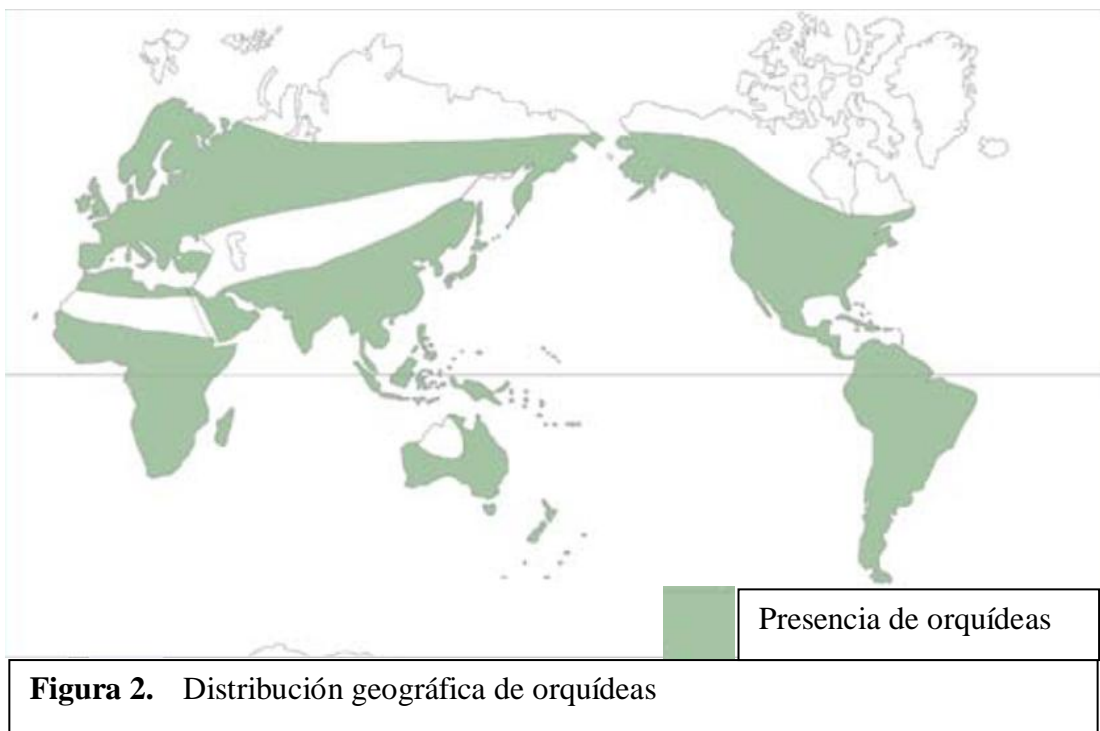 Presencia de orquídeas
Figura 2. Distribución geográfica de orquídeas